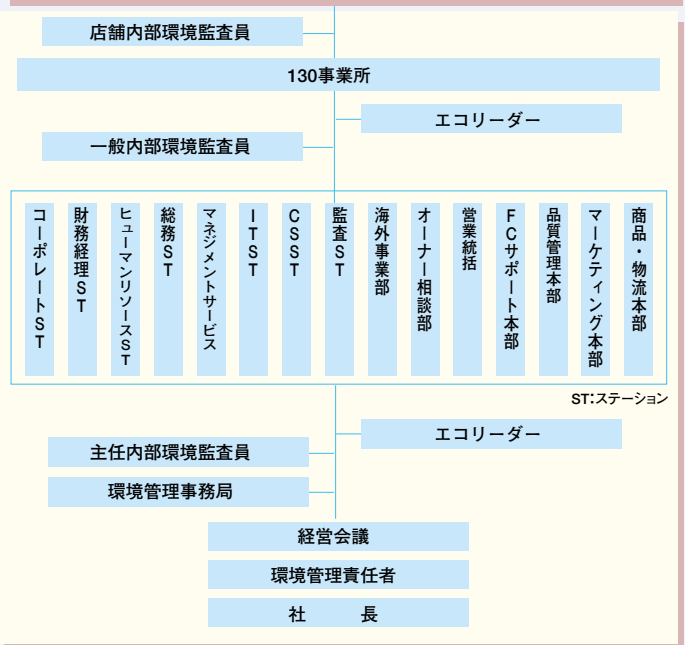 店舗内部環境監査員
130事業所
エコリーダー
一般内部環境監査員
コーポレートST
財務経理ST
ヒューマンリソースST
総務ST
マネジメントサービス
ITST
CSST
監査ST
海外事業部
オーナー相談部
営業統括
FCサポート本部
品質管理本部
マーケティング本部
商品・物流本部
ST:ステーション
エコリーダー
主任内部環境監査員
環境管理事務局
経営会議
環境管理責任者
社　長